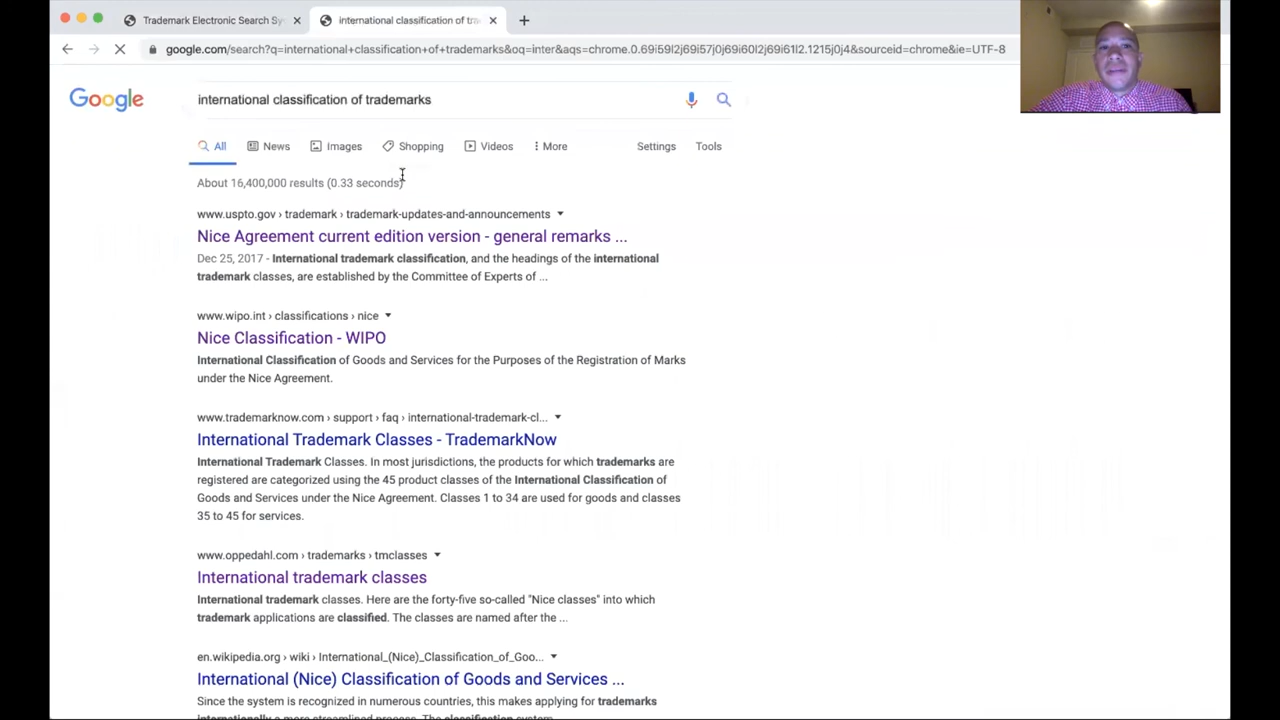 Trademark Electronic Search Sy
international classification of tra
google.com/search?q=international+classification+of+trademarks&oq=inter&aqs=chrome.0.69i59l2j69i57j0j69i60l2j69i61l2.1215j0j4&sourceid=chrome&ie=UTF-8
Google
international classification of trademarks
All News Images Shopping Videos More Settings Tools
About 16,400,000 results (0.33 seconds)
www.uspto.gov › trademark › trademark-updates-and-announcements
Nice Agreement current edition version - general remarks ...
Dec 25, 2017 - International trademark classification, and the headings of the international
trademark classes, are established by the Committee of Experts of ...
www.wipo.int › classifications › nice
Nice Classification - WIPO
International Classification of Goods and Services for the Purposes of the Registration of Marks
under the Nice Agreement.
www.trademarknow.com › support › faq › international-trademark-cl...
International Trademark Classes - TrademarkNow
International Trademark Classes. In most jurisdictions, the products for which trademarks are
registered are categorized using the 45 product classes of the International Classification of
Goods and Services under the Nice Agreement. Classes 1 to 34 are used for goods and classes
35 to 45 for services.
www.oppedahl.com › trademarks › tmclasses
International trademark classes
International trademark classes. Here are the forty-five so-called "Nice classes" into which
trademark applications are classified. The classes are named after the ...
en.wikipedia.org › wiki › International_(Nice)_Classification_of_Goo...
International (Nice) Classification of Goods and Services ...
Since the system is recognized in numerous countries, this makes applying for trademarks
internationally a more streamlined process. The classification system